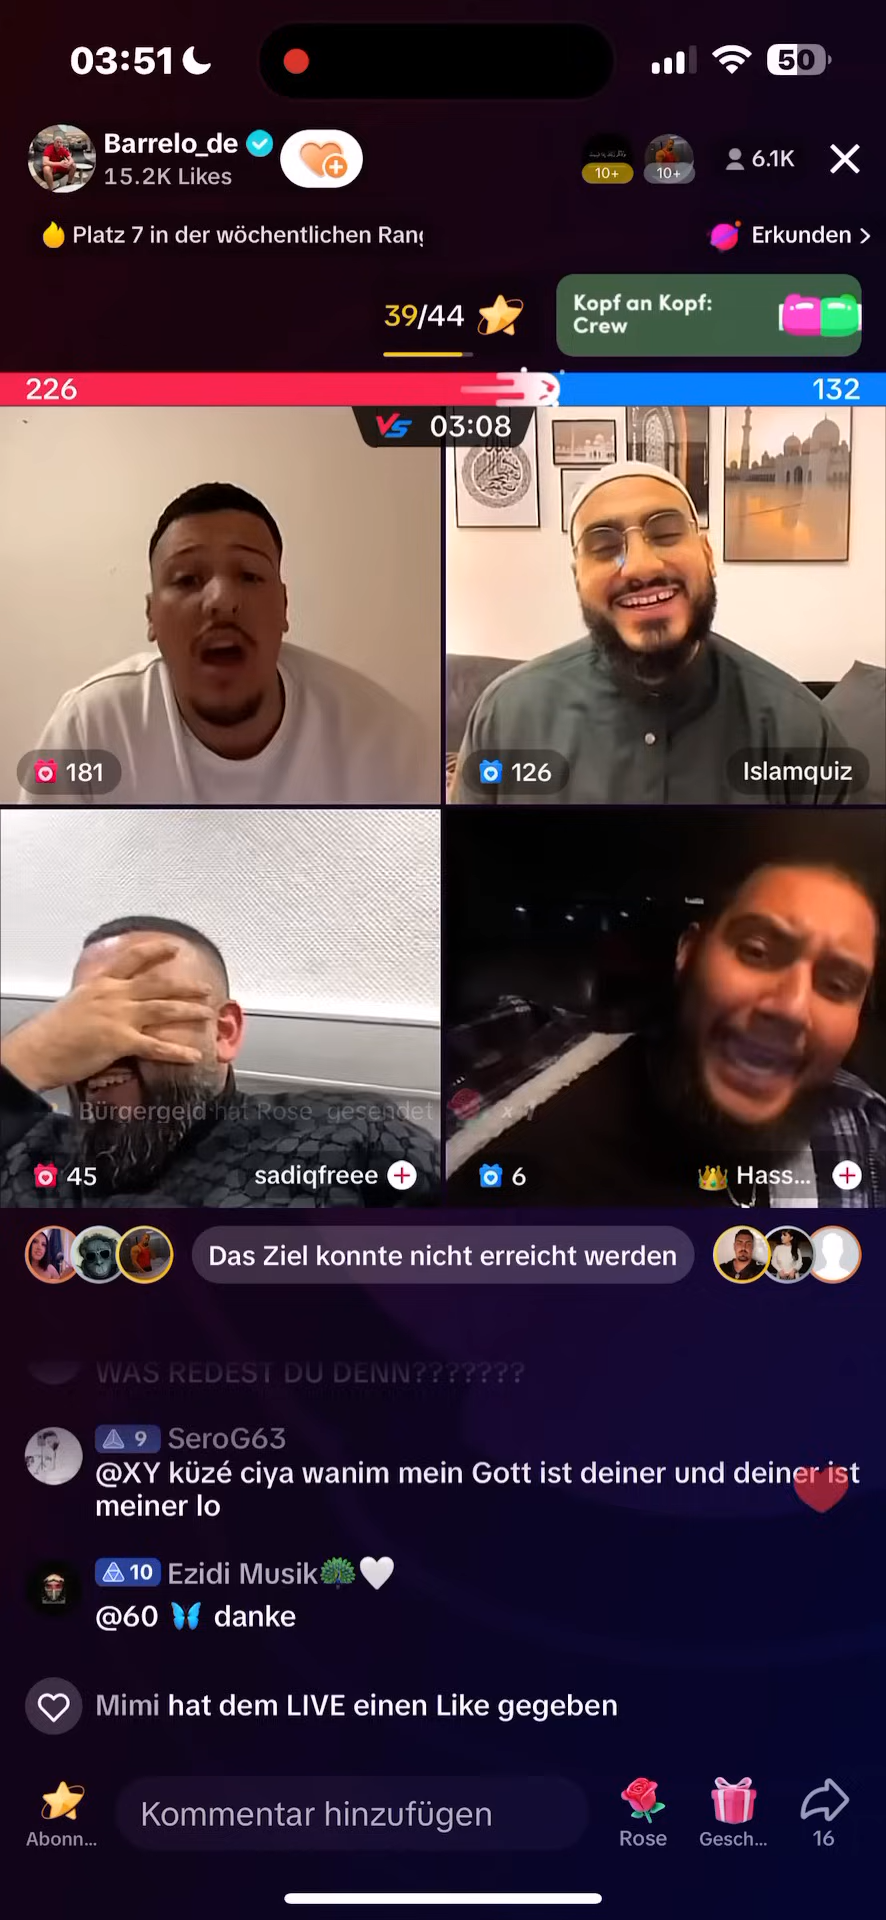 03:51
50
Barrelo_de
15.2K Likes
10+
10+
6.1K
Platz 7 in der wöchentlichen Rang
Erkunden >
39/44
Kopf an Kopf:
Crew
226
132
VS 03:08
181
126
Islamquiz
Bürgergeld hat Rose gesendet x 1
45
sadiqfreee
6
Hass...
Das Ziel konnte nicht erreicht werden
WAS REDEST DU DENN???????
9 SeroG63
@XY küzé ciya wanim mein Gott ist deiner und deiner ist
meiner lo
10 Ezidi Musik🦚🤍
@60 🦋 danke
Mimi hat dem LIVE einen Like gegeben
Kommentar hinzufügen
Abonn...
Rose
Gesch...
16